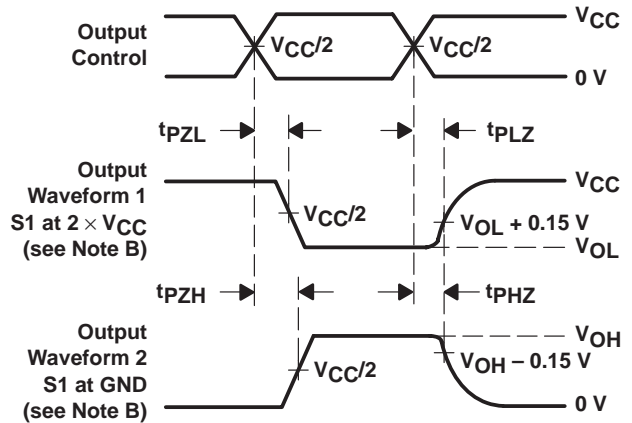 Output
Control
VCC/2
VCC/2
VCC
0 V
tPZL
tPLZ
Output
Waveform 1
S1 at 2 × VCC
(see Note B)
VCC/2
VCC
VOL + 0.15 V
VOL
tPZH
tPHZ
Output
Waveform 2
S1 at GND
(see Note B)
VCC/2
VOH
VOH – 0.15 V
0 V